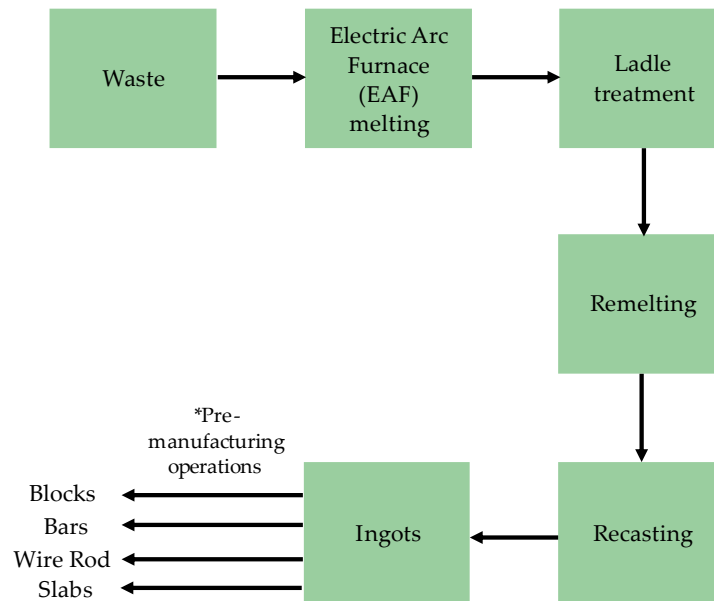 Waste
Electric Arc
Furnace
(EAF)
melting
Ladle
treatment
Remelting
*Pre-
manufacturing
operations
Blocks
Bars
Wire Rod
Slabs
Ingots
Recasting